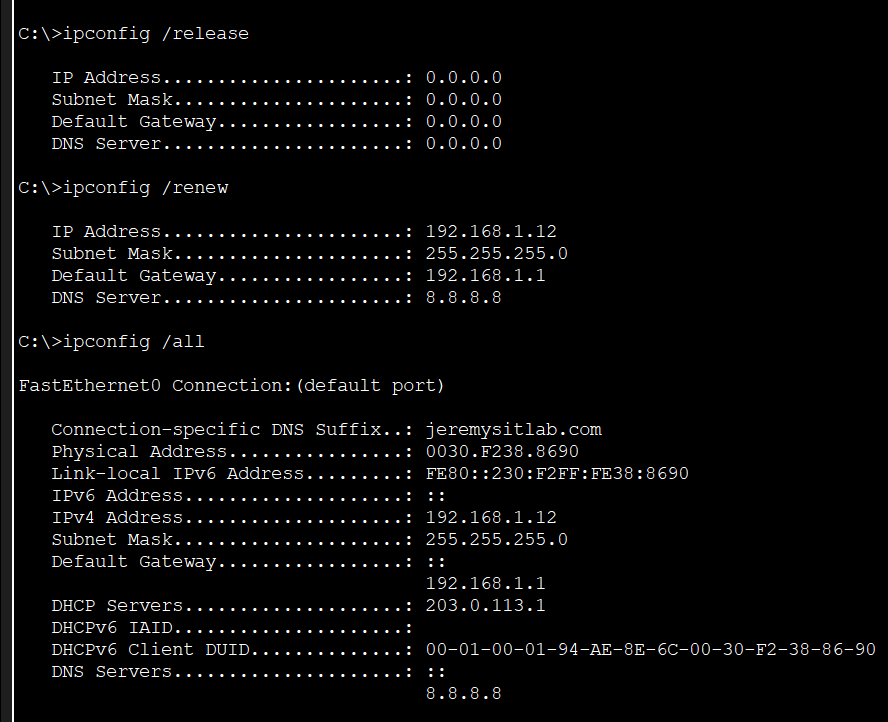 C:\>ipconfig /release
IP Address......................: 0.0.0.0
Subnet Mask.....................: 0.0.0.0
Default Gateway.................: 0.0.0.0
DNS Server......................: 0.0.0.0
C:\>ipconfig /renew
IP Address......................: 192.168.1.12
Subnet Mask.....................: 255.255.255.0
Default Gateway.................: 192.168.1.1
DNS Server......................: 8.8.8.8
C:\>ipconfig /all
FastEthernet0 Connection:(default port)
Connection-specific DNS Suffix..: jeremysitlab.com
Physical Address................: 0030.F238.8690
Link-local IPv6 Address.........: FE80::230:F2FF:FE38:8690
IPv6 Address....................: ::
IPv4 Address....................: 192.168.1.12
Subnet Mask.....................: 255.255.255.0
Default Gateway.................: ::
192.168.1.1
DHCP Servers....................: 203.0.113.1
DHCPv6 IAID.....................:
DHCPv6 Client DUID..............: 00-01-00-01-94-AE-8E-6C-00-30-F2-38-86-90
DNS Servers.....................: ::
8.8.8.8